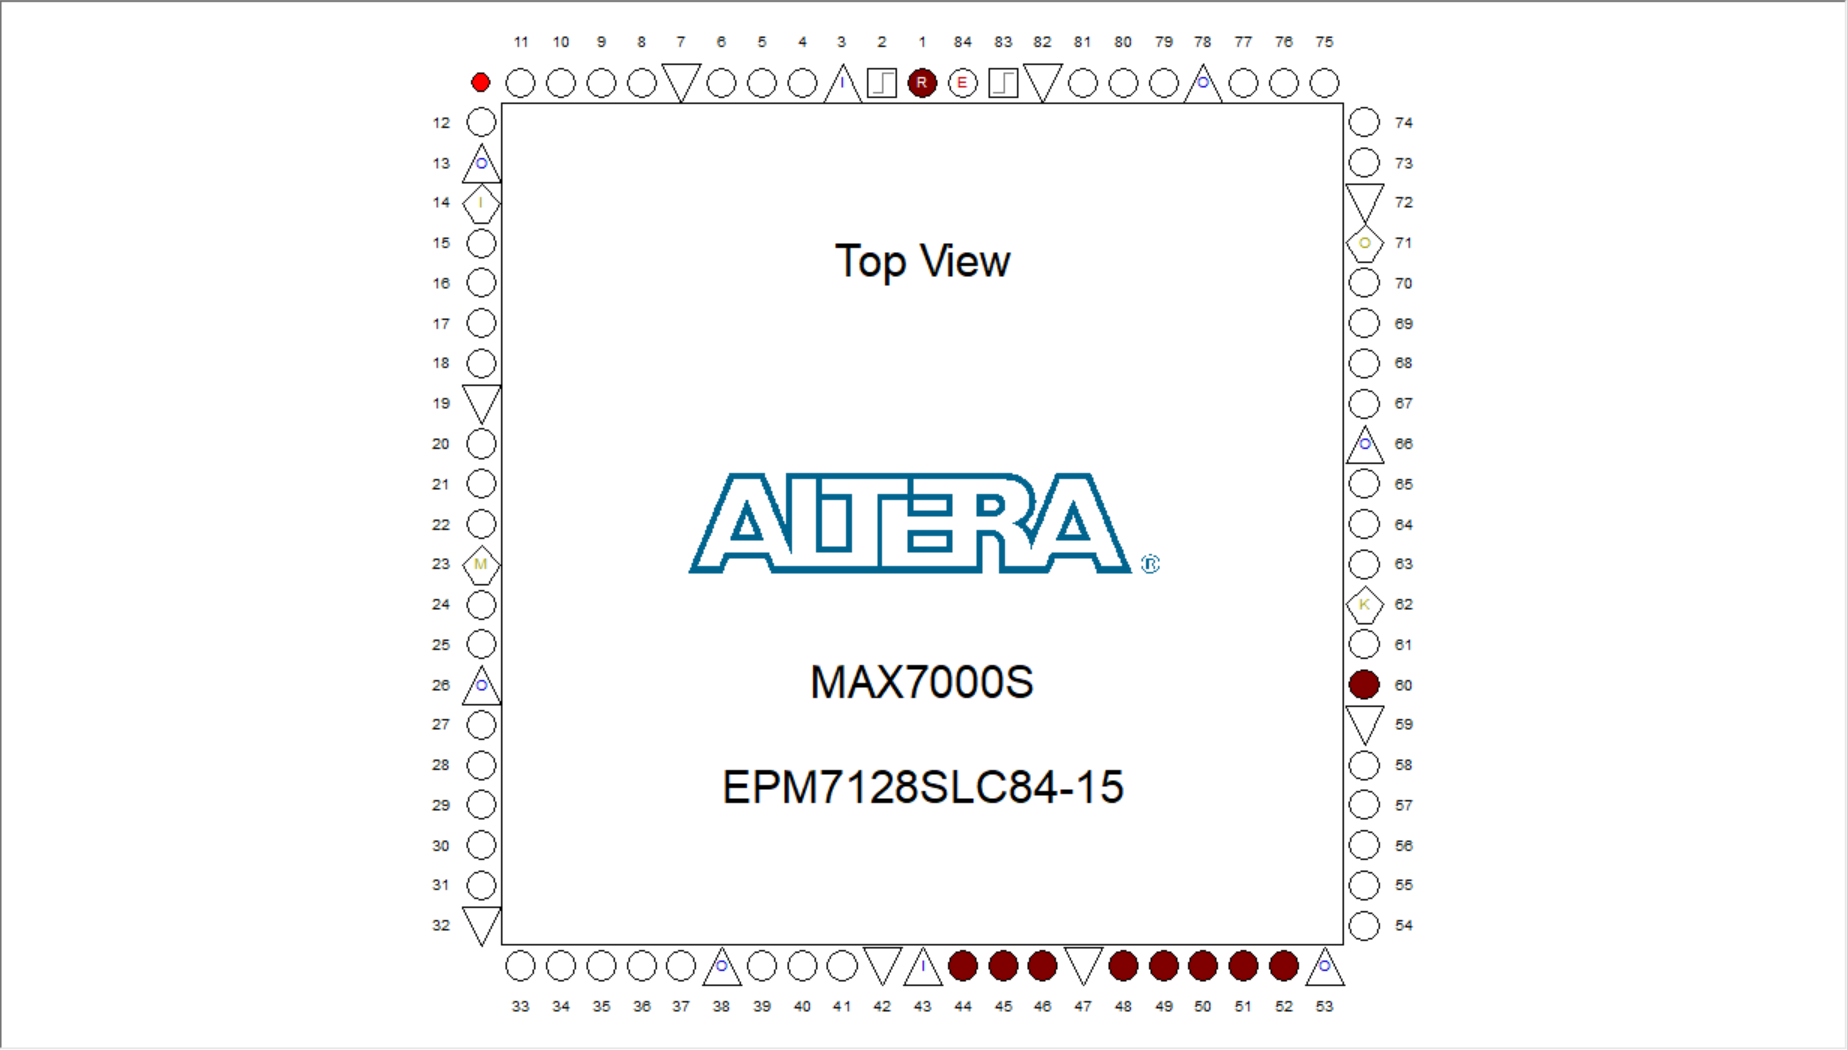 11 10 9 8 7 6 5 4 3 2 1 84 83 82 81 80 79 78 77 76 75
I R E O
12 74
13 O 73
14 I 72
15 O 71
16 70
17 69
18 68
19 67
20 O 66
21 65
22 64
23 M 63
24 K 62
25 61
26 O 60
27 59
28 58
29 57
30 56
31 55
32 54
Top View
ALTERA ®
MAX7000S
EPM7128SLC84-15
O I O
33 34 35 36 37 38 39 40 41 42 43 44 45 46 47 48 49 50 51 52 53